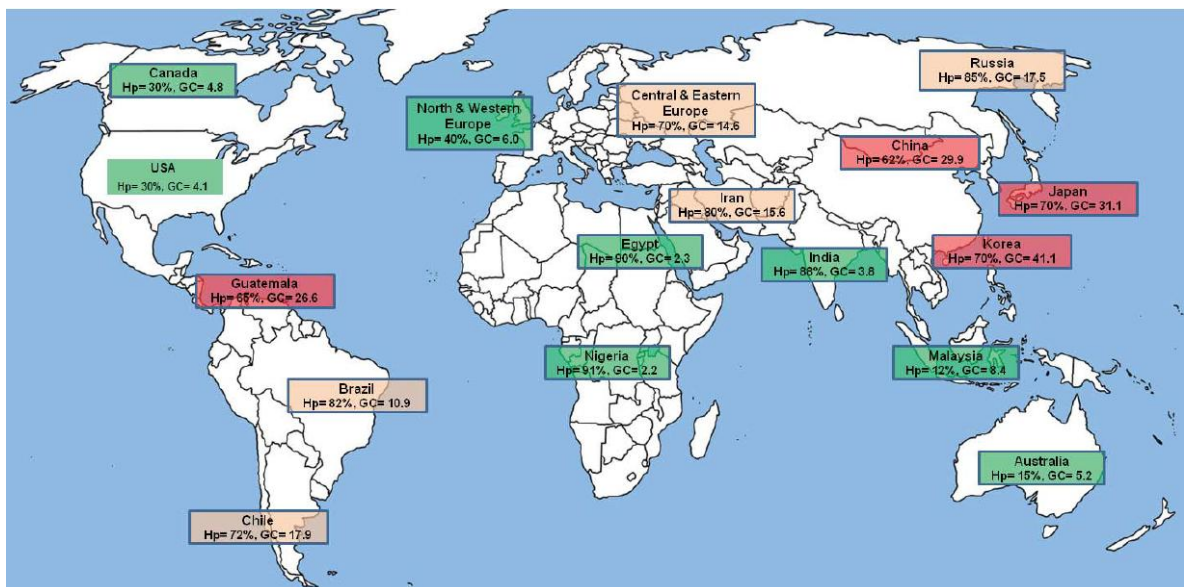 Canada
Hp= 30%, GC= 4.8
USA
Hp= 30%, GC= 4.1
North & Western
Europe
Hp= 40%, GC= 6.0
Central & Eastern
Europe
Hp= 70%, GC= 14.6
Russia
Hp= 85%, GC= 17.5
China
Hp= 62%, GC= 29.9
Japan
Hp= 70%, GC= 31.1
Iran
Hp= 80%, GC= 15.6
Egypt
Hp= 90%, GC= 2.3
India
Hp= 88%, GC= 3.8
Korea
Hp= 70%, GC= 41.1
Guatemala
Hp= 65%, GC= 26.6
Nigeria
Hp= 91%, GC= 2.2
Malaysia
Hp= 12%, GC= 8.4
Brazil
Hp= 82%, GC= 10.9
Australia
Hp= 15%, GC= 5.2
Chile
Hp= 72%, GC= 17.9